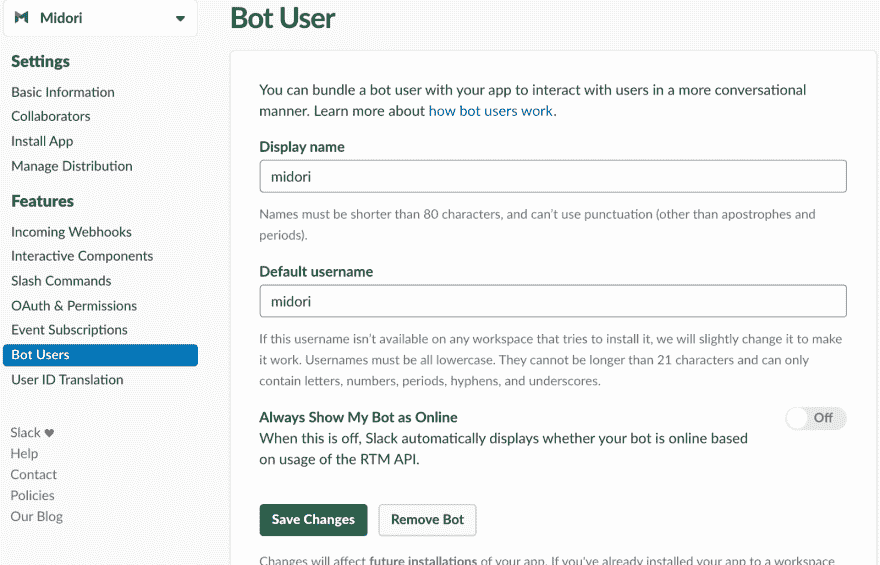 Midori
Settings
Basic Information
Collaborators
Install App
Manage Distribution
Features
Incoming Webhooks
Interactive Components
Slash Commands
OAuth & Permissions
Event Subscriptions
Bot Users
User ID Translation
Slack ♥
Help
Contact
Policies
Our Blog
Bot User
You can bundle a bot user with your app to interact with users in a more conversational
manner. Learn more about how bot users work.
Display name
midori
Names must be shorter than 80 characters, and can't use punctuation (other than apostrophes and
periods).
Default username
midori
If this username isn't available on any workspace that tries to install it, we will slightly change it to make
it work. Usernames must be all lowercase. They cannot be longer than 21 characters and can only
contain letters, numbers, periods, hyphens, and underscores.
Always Show My Bot as Online
Off
When this is off, Slack automatically displays whether your bot is online based
on usage of the RTM API.
Save Changes
Remove Bot
Changes will affect future installations of your app. If you've already installed your app to a workspace